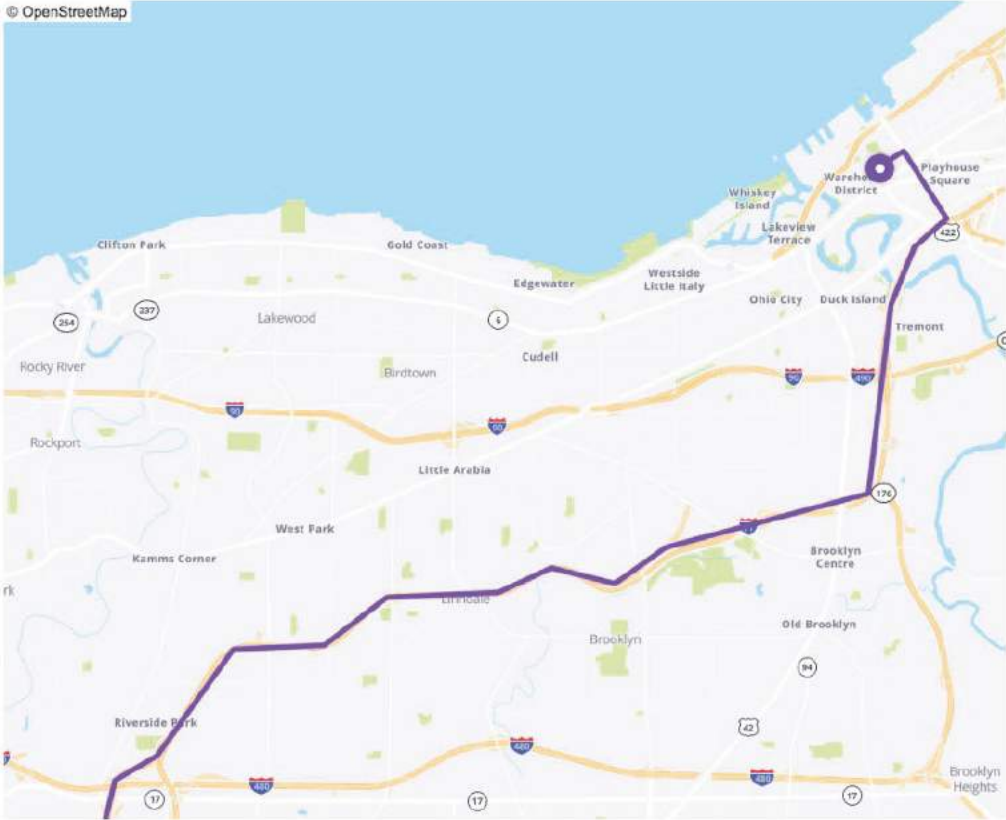 © OpenStreetMap
Playhouse
Square
Warehouse
District
Whiskey
Island
422
Lakeview
Terrace
Clifton Park
Gold Coast
Westside
Little Italy
Edgewater
Ohio City
Duck Island
237
254
Lakewood
6
Tremont
Cudell
Rocky River
Birdtown
90
490
90
90
Rockport
Little Arabia
176
West Park
71
Kamms Corner
Brooklyn
Centre
rk
Linndale
Old Brooklyn
Brooklyn
94
Riverside Park
42
480
480
480
Brooklyn
Heights
17
17
17